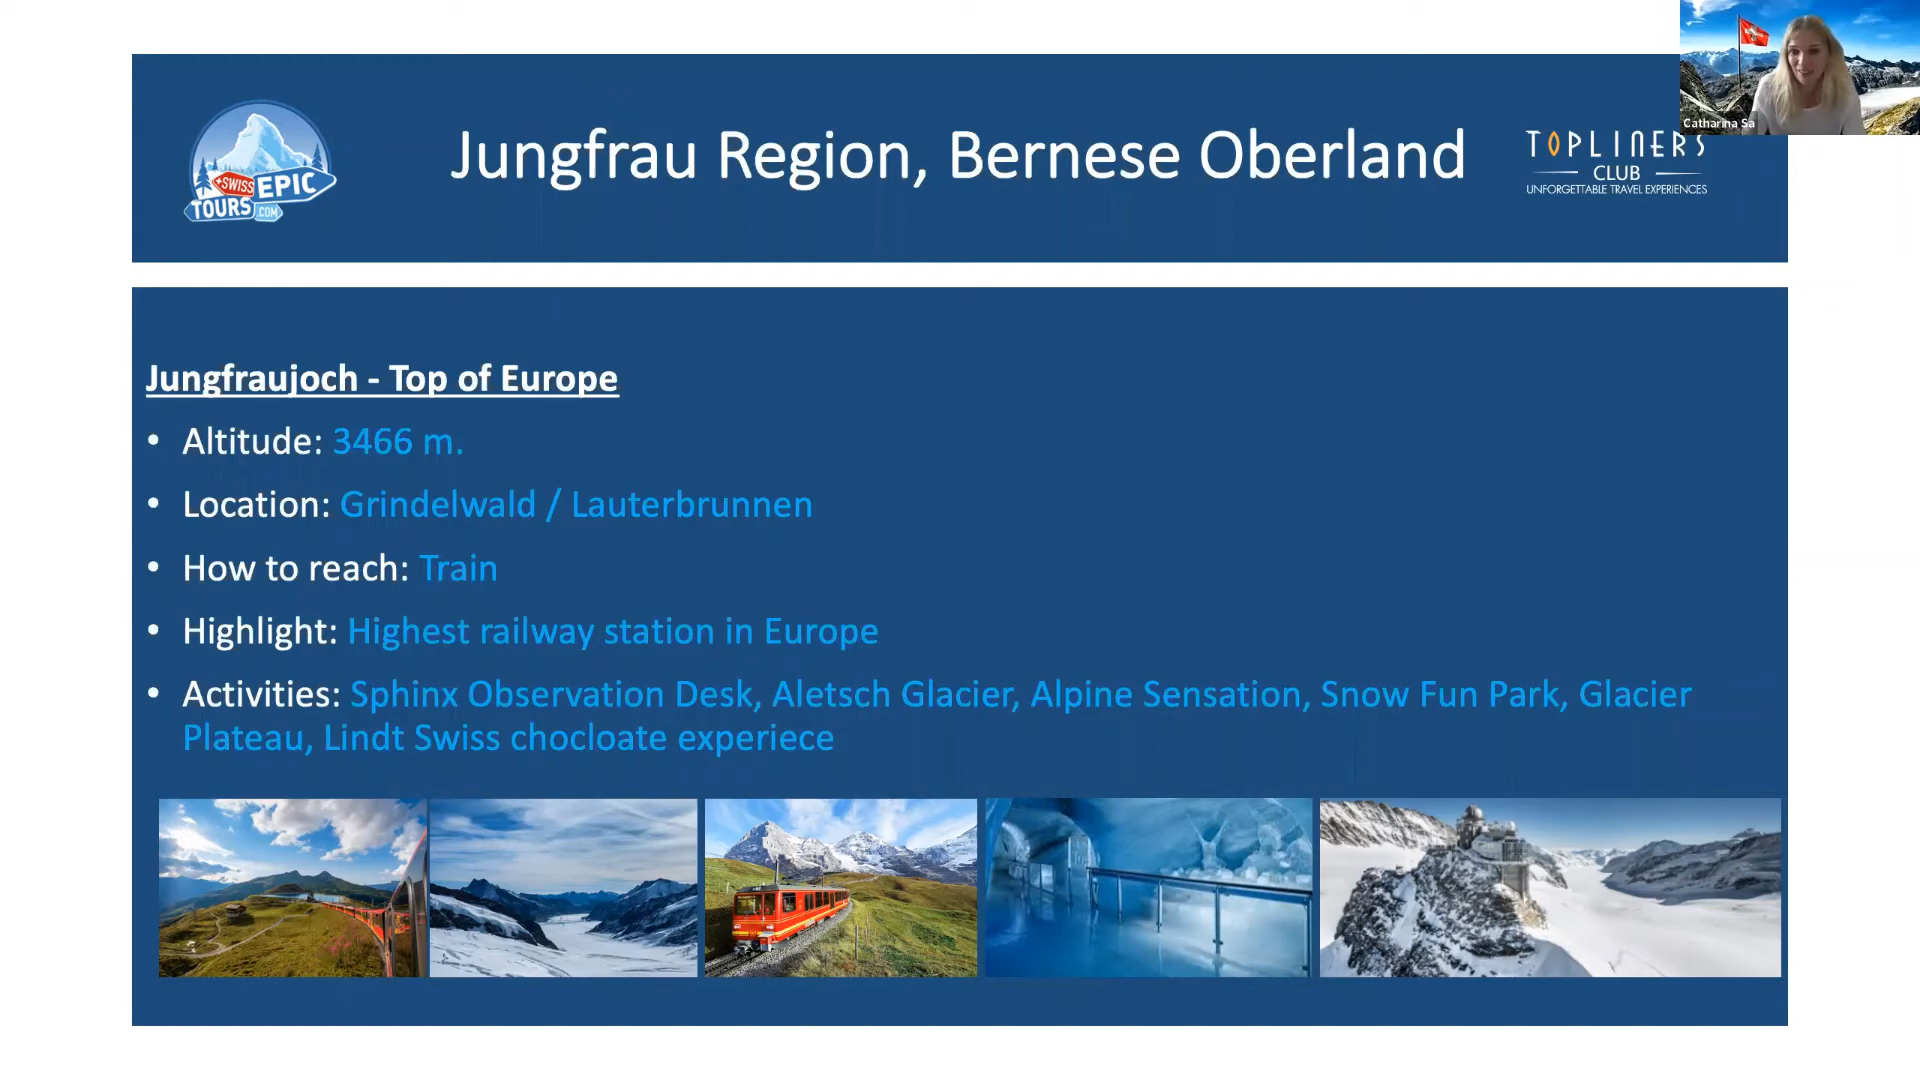 Catharina Sa
SWISS
EPIC
TOURS.COM
Jungfrau Region, Bernese Oberland
TOPLINERS
CLUB
UNFORGETTABLE TRAVEL EXPERIENCES
Jungfraujoch - Top of Europe
• Altitude: 3466 m.
• Location: Grindelwald / Lauterbrunnen
• How to reach: Train
• Highlight: Highest railway station in Europe
• Activities: Sphinx Observation Desk, Aletsch Glacier, Alpine Sensation, Snow Fun Park, Glacier
Plateau, Lindt Swiss chocloate experiece